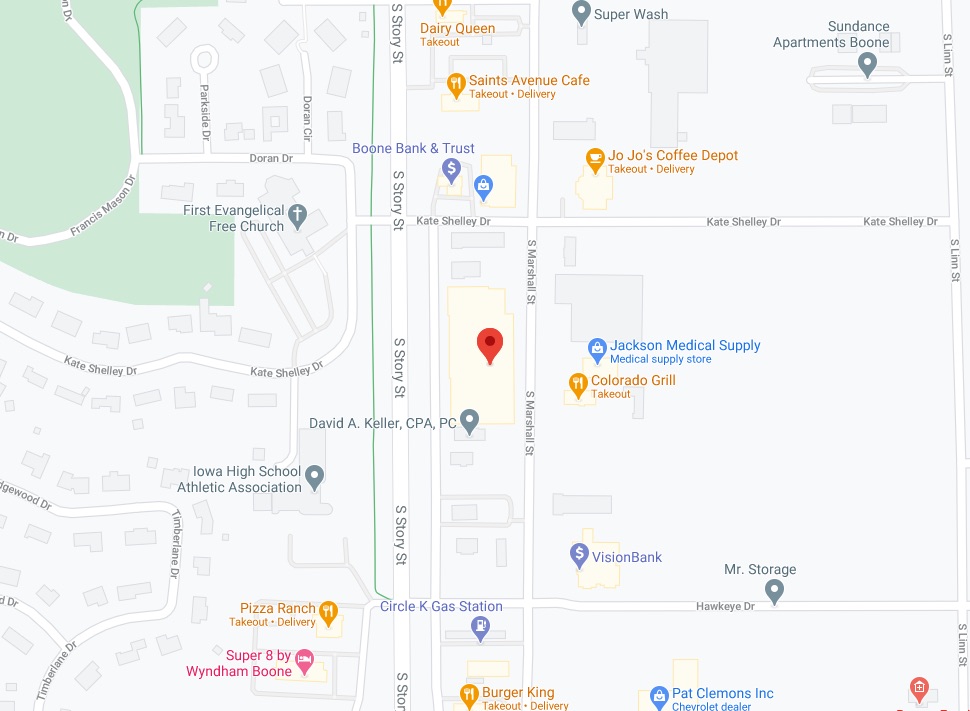 Super Wash
Dairy Queen
Takeout
Sundance
Apartments Boone
S Story St
S Linn St
Saints Avenue Cafe
Takeout • Delivery
Parkside Dr
Doran Cir
Boone Bank & Trust
Doran Dr
Jo Jo's Coffee Depot
Takeout • Delivery
Francis Mason Dr
First Evangelical
Free Church
S Story St
Kate Shelley Dr
Kate Shelley Dr
Kate Shelley Dr
S Marshall St
S Linn St
Kate Shelley Dr
Kate Shelley Dr
S Story St
Jackson Medical Supply
Medical supply store
Colorado Grill
Takeout
David A. Keller, CPA, PC
S Marshall St
Iowa High School
Athletic Association
Timberlane Dr
S Story St
VisionBank
Mr. Storage
Circle K Gas Station
Hawkeye Dr
Pizza Ranch
Takeout • Delivery
Timberlane Dr
Super 8 by
Wyndham Boone
S Linn St
Burger King
Takeout • Delivery
Pat Clemons Inc
Chevrolet dealer